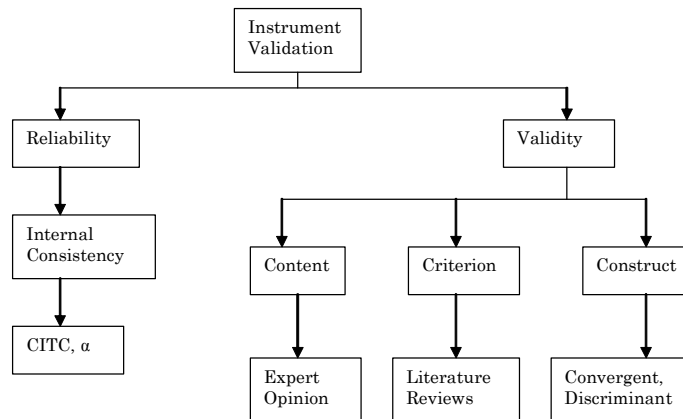 Instrument
Validation
Reliability
Validity
Internal
Consistency
Content
Criterion
Construct
CITC, α
Expert
Opinion
Literature
Reviews
Convergent,
Discriminant